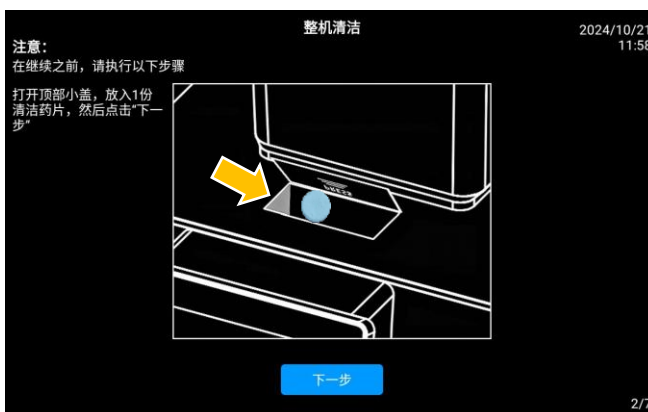 整机清洁
2024/10/21
11:58
注意：
在继续之前，请执行以下步骤
打开顶部小盖，放入1份
清洁药片，然后点击“下一
步”
下一步
2/7